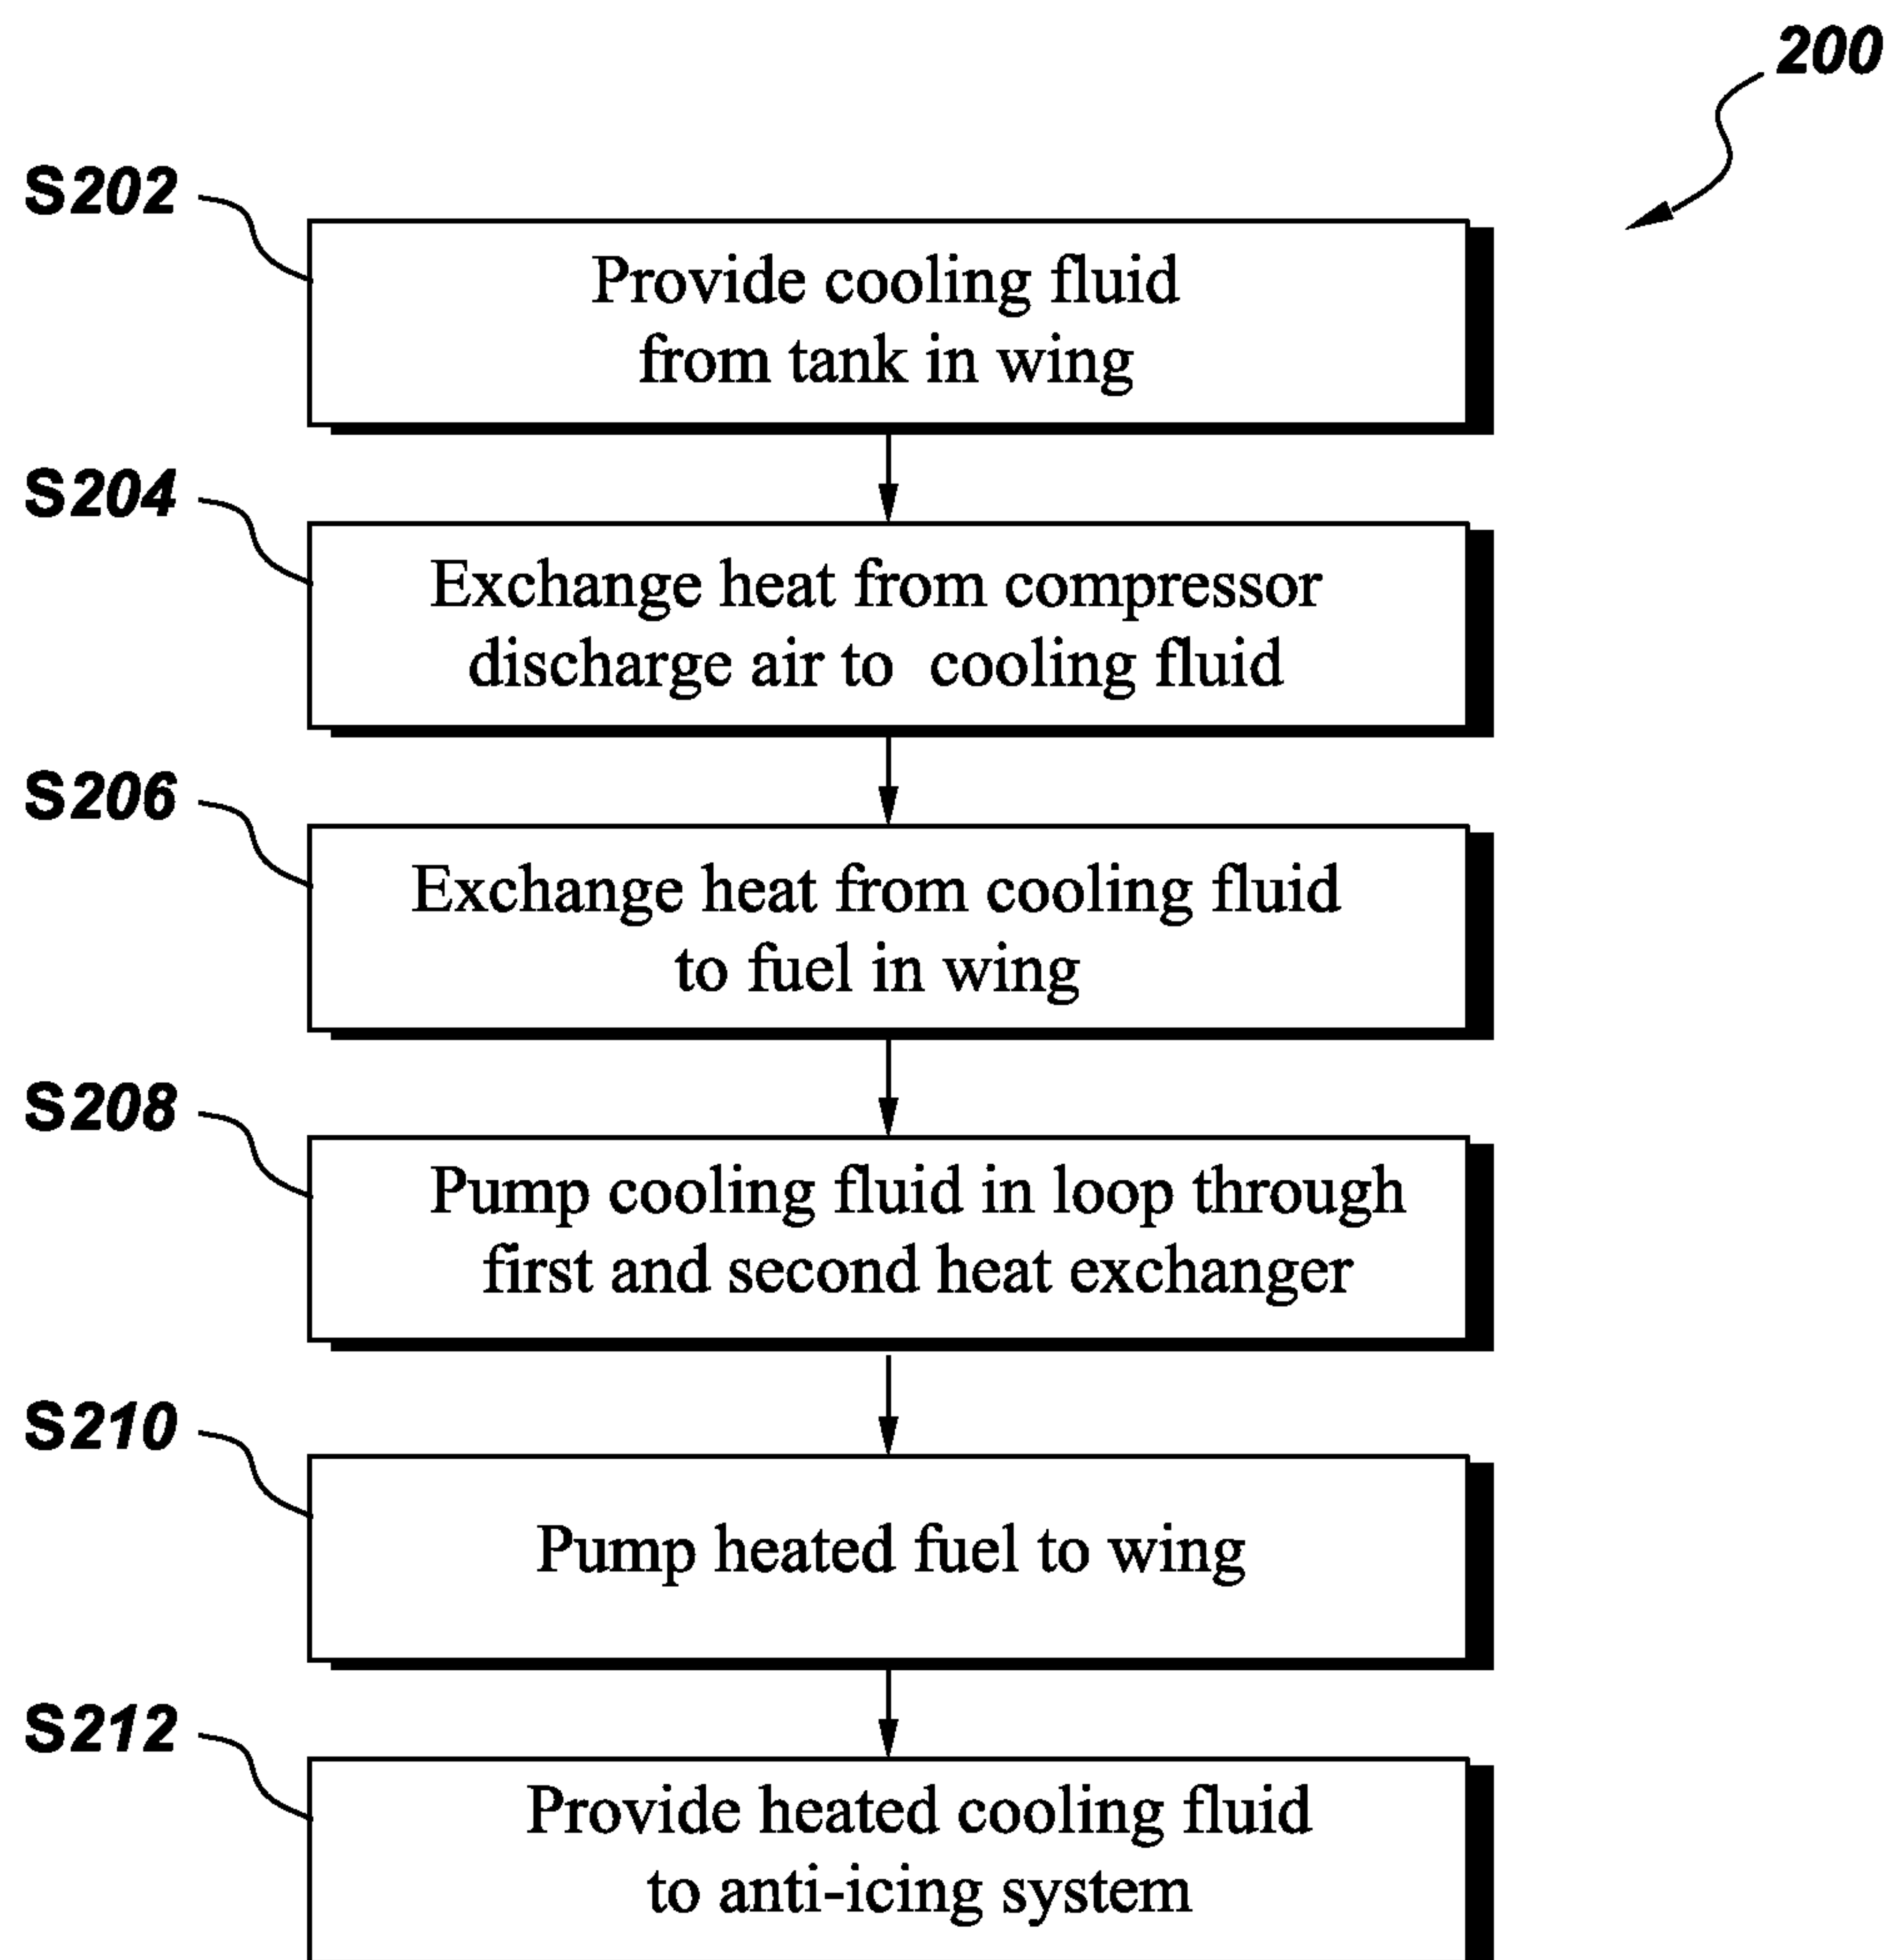 200
S202
Provide cooling fluid
from tank in wing
S204
Exchange heat from compressor
discharge air to cooling fluid
S206
Exchange heat from cooling fluid
to fuel in wing
S208
Pump cooling fluid in loop through
first and second heat exchanger
S210
Pump heated fuel to wing
S212
Provide heated cooling fluid
to anti-icing system